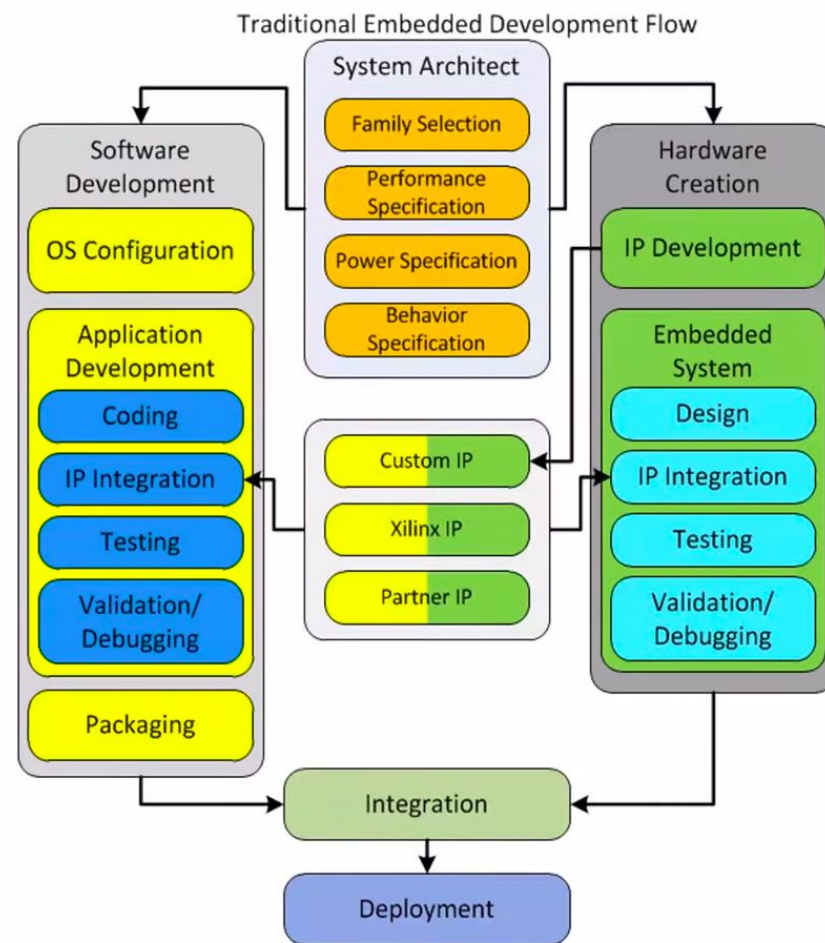 Traditional Embedded Development Flow
System Architect
Family Selection
Performance
Specification
Power Specification
Behavior
Specification
Software
Development
OS Configuration
Application
Development
Coding
IP Integration
Testing
Validation/
Debugging
Packaging
Custom IP
Xilinx IP
Partner IP
Hardware
Creation
IP Development
Embedded
System
Design
IP Integration
Testing
Validation/
Debugging
Integration
Deployment